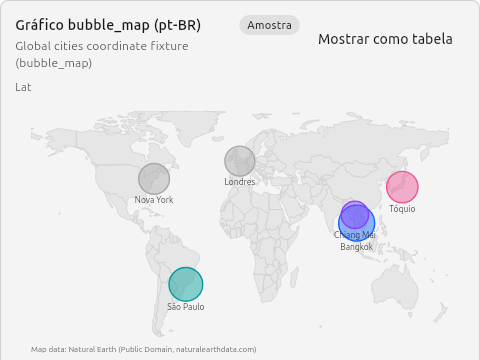 Gráfico bubble_map (pt-BR)
Amostra
Mostrar como tabela
Global cities coordinate fixture
(bubble_map)
Lat
Londres
Nova York
Tóquio
Chiang Mai
Bangkok
São Paulo
Map data: Natural Earth (Public Domain, naturalearthdata.com)